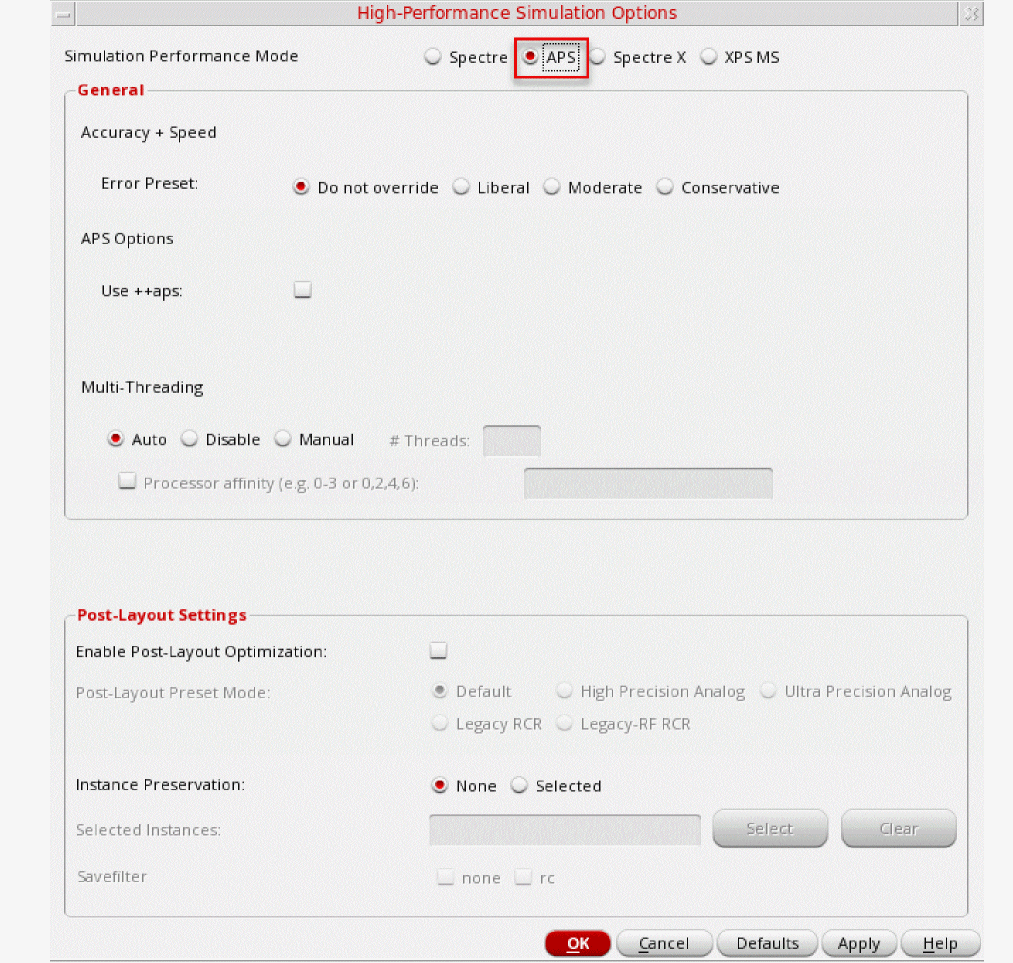 High-Performance Simulation Options
Simulation Performance Mode Spectre APS Spectre X XPS MS
General
Accuracy + Speed
Error Preset: Do not override Liberal Moderate Conservative
APS Options
Use ++aps:
Multi-Threading
Auto Disable Manual # Threads:
Processor affinity (e.g. 0-3 or 0,2,4,6):
Post-Layout Settings
Enable Post-Layout Optimization:
Post-Layout Preset Mode: Default High Precision Analog Ultra Precision Analog
Legacy RCR Legacy-RF RCR
Instance Preservation: None Selected
Selected Instances: Select Clear
Savefilter none rc
OK Cancel Defaults Apply Help